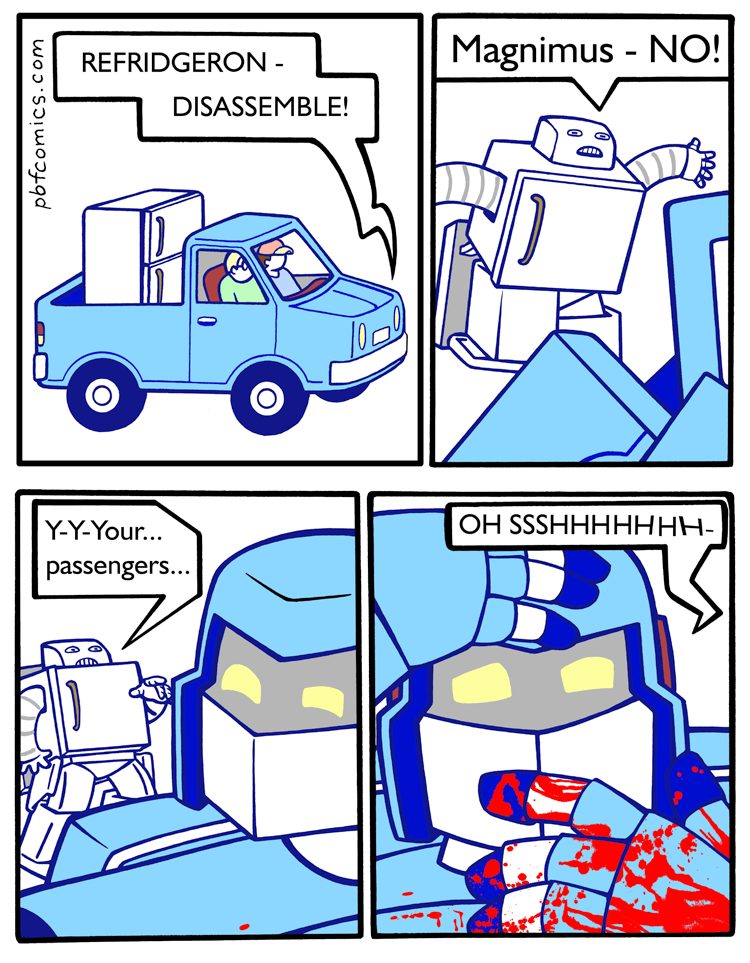 pbfcomics.com
REFRIDGERON -
DISASSEMBLE!
Magnimus - NO!
Y-Y-Your...
passengers...
OH SSSHHHHHHH-